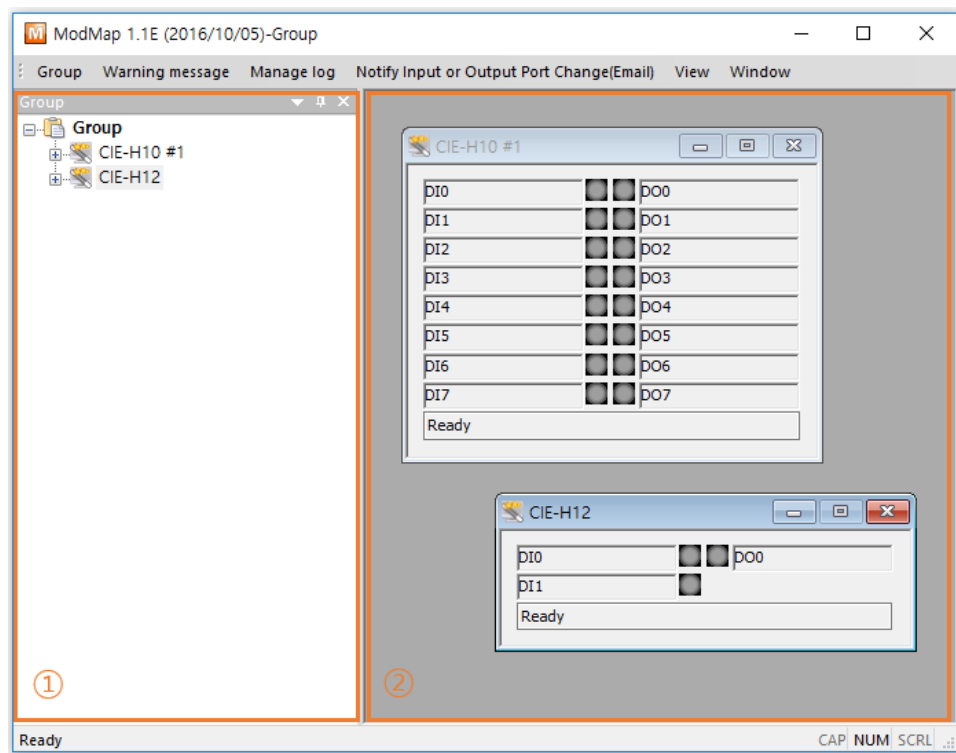 ModMap 1.1E (2016/10/05)-Group
Group Warning message Manage log Notify Input or Output Port Change(Email) View Window
Group
Group
CIE-H10 #1
CIE-H12
①
②
CIE-H10 #1
DI0 DO0
DI1 DO1
DI2 DO2
DI3 DO3
DI4 DO4
DI5 DO5
DI6 DO6
DI7 DO7
Ready
CIE-H12
DI0 DO0
DI1
Ready
Ready CAP NUM SCRL